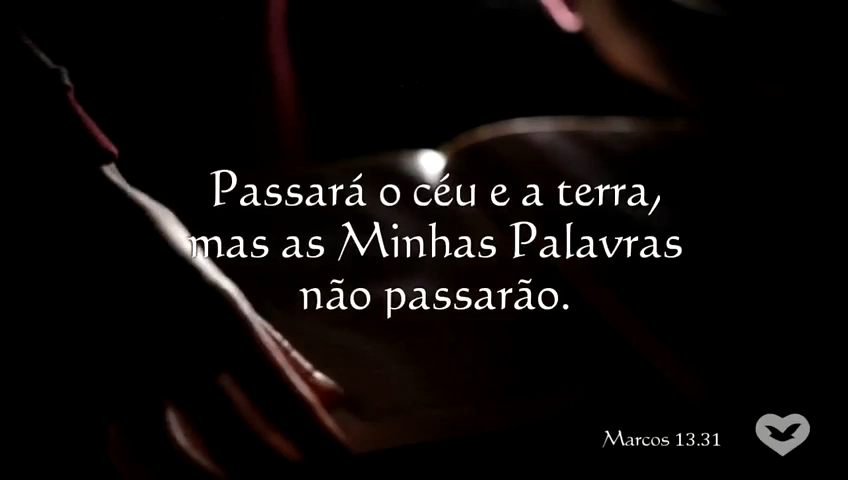 Passará o céu e a terra,
mas as Minhas Palavras
não passarão.
Marcos 13.31